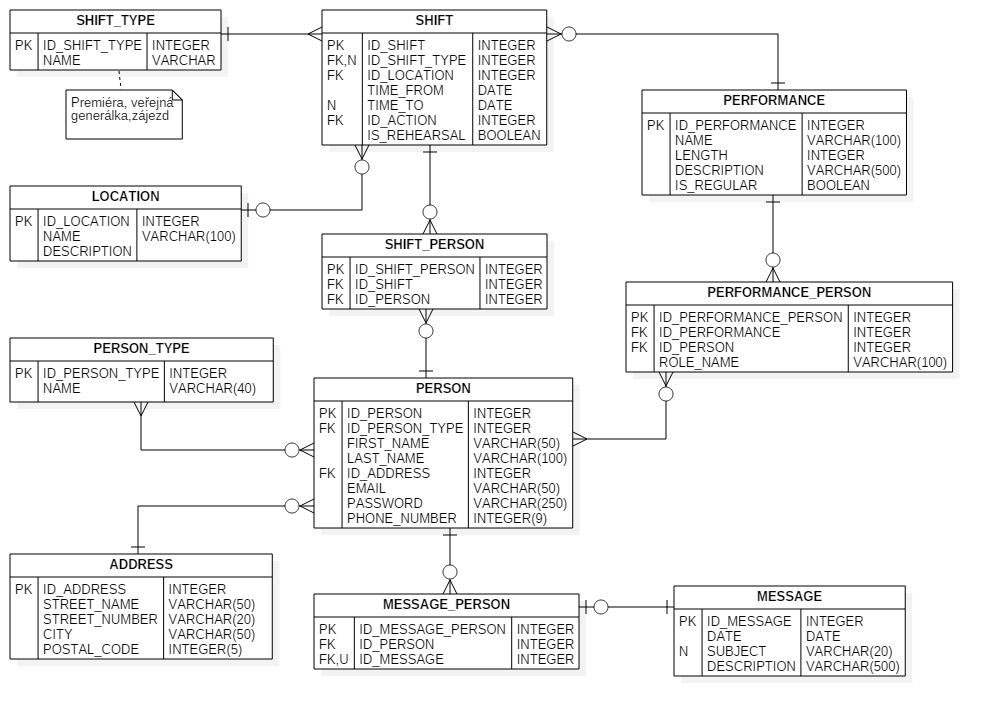 SHIFT_TYPE
PK ID_SHIFT_TYPE INTEGER
NAME VARCHAR
Premiéra, veřejná
generálka,zájezd
SHIFT
PK ID_SHIFT INTEGER
FK,N ID_SHIFT_TYPE INTEGER
FK ID_LOCATION INTEGER
TIME_FROM DATE
N TIME_TO DATE
FK ID_ACTION INTEGER
IS_REHEARSAL BOOLEAN
PERFORMANCE
PK ID_PERFORMANCE INTEGER
NAME VARCHAR(100)
LENGTH INTEGER
DESCRIPTION VARCHAR(500)
IS_REGULAR BOOLEAN
LOCATION
PK ID_LOCATION INTEGER
NAME VARCHAR(100)
DESCRIPTION
SHIFT_PERSON
PK ID_SHIFT_PERSON INTEGER
FK ID_SHIFT INTEGER
FK ID_PERSON INTEGER
PERFORMANCE_PERSON
PK ID_PERFORMANCE_PERSON INTEGER
FK ID_PERFORMANCE INTEGER
FK ID_PERSON INTEGER
ROLE_NAME VARCHAR(100)
PERSON_TYPE
PK ID_PERSON_TYPE INTEGER
NAME VARCHAR(40)
PERSON
PK ID_PERSON INTEGER
FK ID_PERSON_TYPE INTEGER
FIRST_NAME VARCHAR(50)
LAST_NAME VARCHAR(100)
FK ID_ADDRESS INTEGER
EMAIL VARCHAR(50)
PASSWORD VARCHAR(250)
PHONE_NUMBER INTEGER(9)
ADDRESS
PK ID_ADDRESS INTEGER
STREET_NAME VARCHAR(50)
STREET_NUMBER VARCHAR(20)
CITY VARCHAR(50)
POSTAL_CODE INTEGER(5)
MESSAGE_PERSON
PK ID_MESSAGE_PERSON INTEGER
FK ID_PERSON INTEGER
FK,U ID_MESSAGE INTEGER
MESSAGE
PK ID_MESSAGE INTEGER
DATE DATE
N SUBJECT VARCHAR(20)
DESCRIPTION VARCHAR(500)